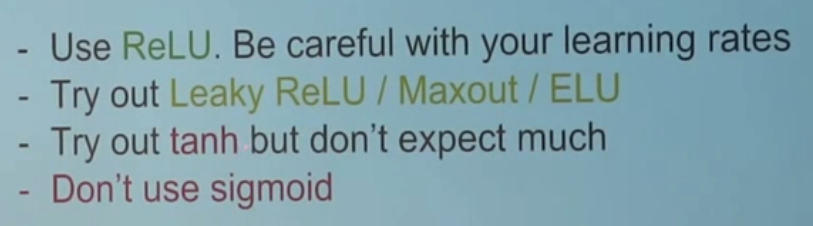 - Use ReLU. Be careful with your learning rates
- Try out Leaky ReLU / Maxout / ELU
- Try out tanh but don't expect much
- Don't use sigmoid